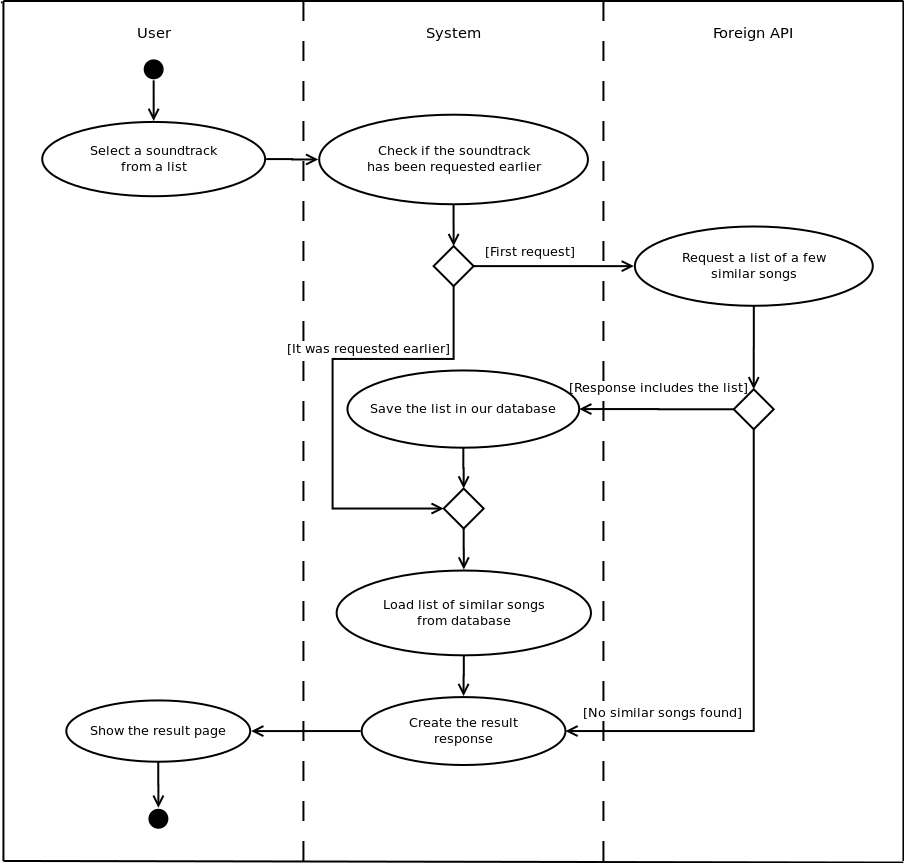 User
System
Foreign API
Select a soundtrack
from a list
Check if the soundtrack
has been requested earlier
[First request]
Request a list of a few
similar songs
[It was requested earlier]
[Response includes the list]
Save the list in our database
Load list of similar songs
from database
[No similar songs found]
Create the result
response
Show the result page